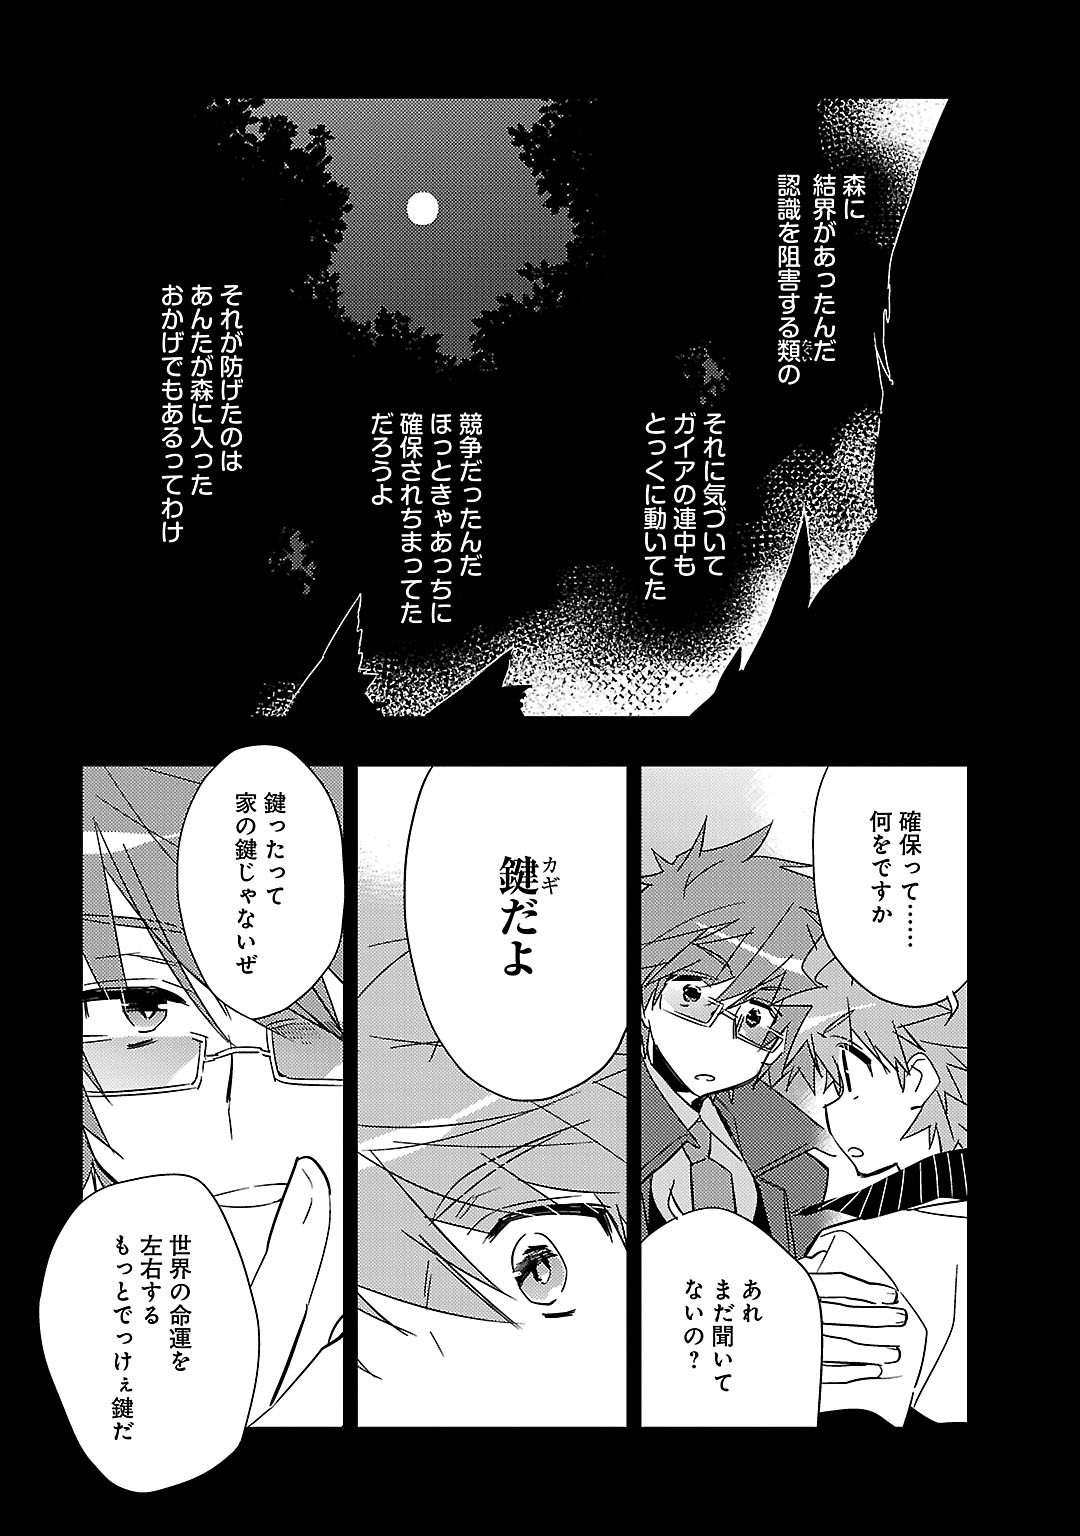 森に
結界があったんだ
認識を阻害する類の
たぐい
それに気づいて
ガイアの連中も
とっくに動いてた
競争だったんだ
ほっときゃあっちに
確保されちまってた
だろうよ
それが防げたのは
あんたが森に入った
おかげでもあるってわけ
確保って……
何をですか
あれ
まだ聞いて
ないの？
鍵だよ
カギ
鍵ったって
家の鍵じゃないぜ
世界の命運を
左右する
もっとでっけぇ鍵だ